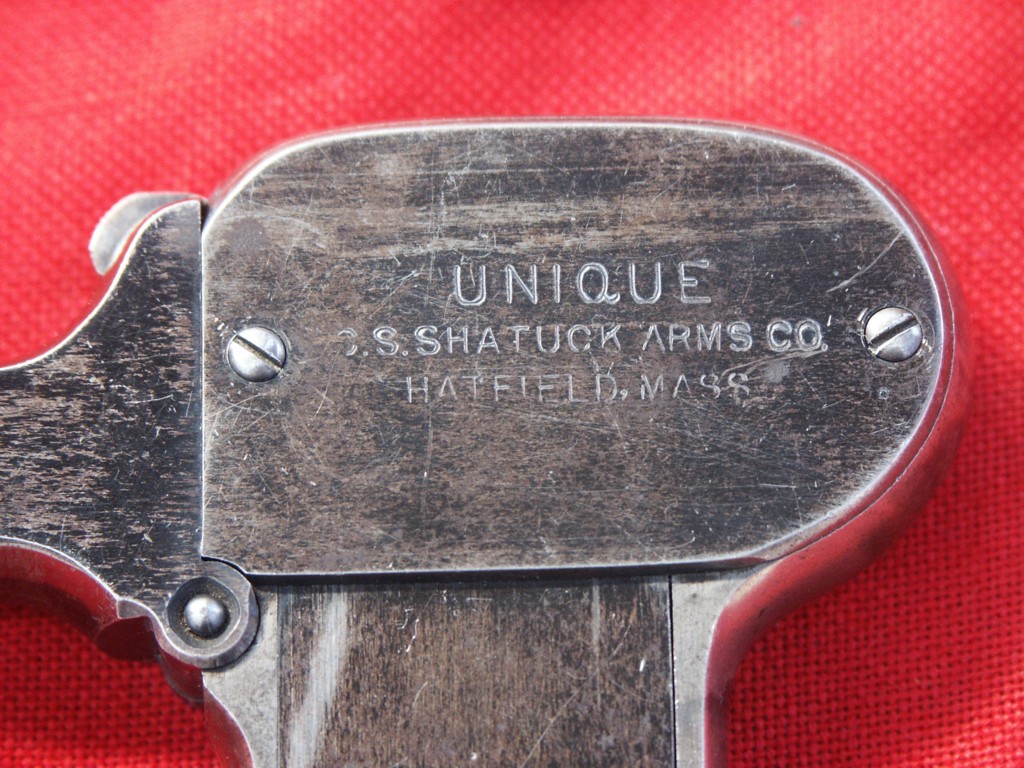 UNIQUE
C.S. SHATUCK ARMS CO.
HATFIELD, MASS